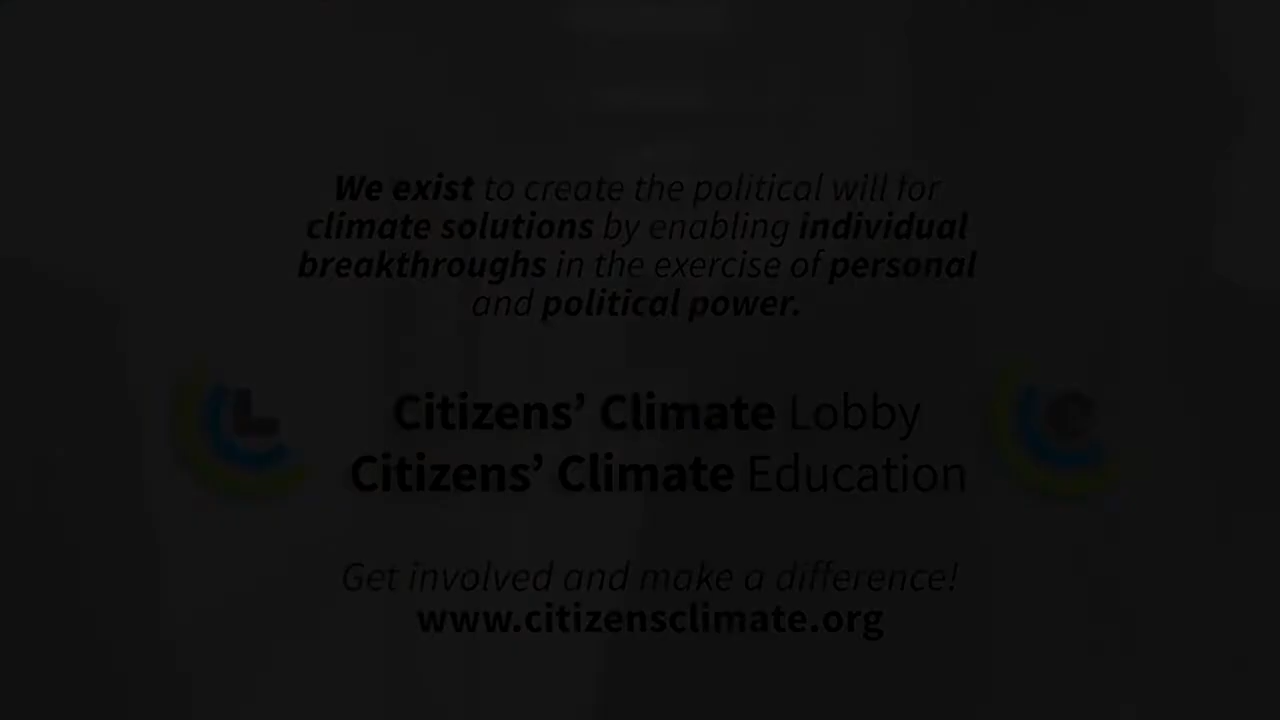 We exist to create the political will for
climate solutions by enabling individual
breakthroughs in the exercise of personal
and political power.
L
Citizens’ Climate Lobby
e
Citizens’ Climate Education
Get involved and make a difference!
www.citizensclimate.org